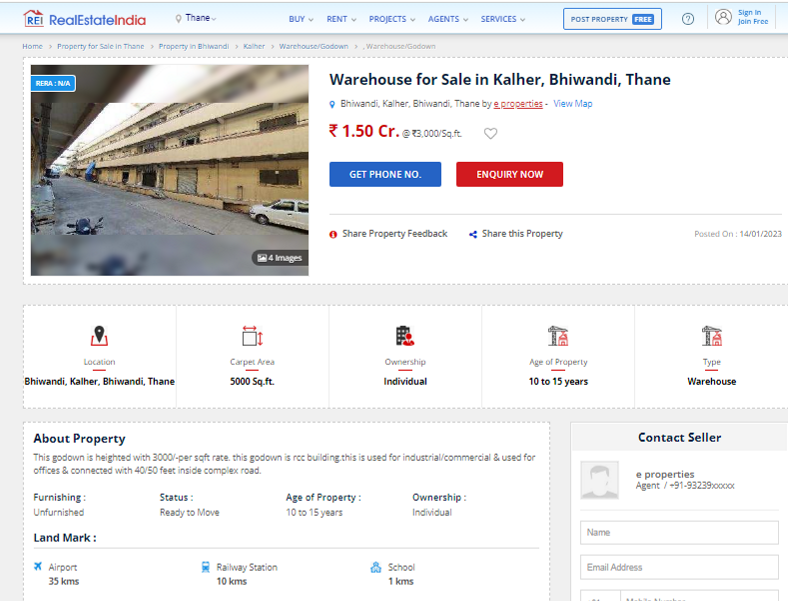 REI RealEstateIndia
Thane
BUY RENT PROJECTS AGENTS SERVICES
POST PROPERTY FREE
?
Sign In
Join Free
Home > Property for Sale in Thane > Property in Bhiwandi > Kalher > Warehouse/Godown > , Warehouse/Godown
RERA : N/A
4 Images
Warehouse for Sale in Kalher, Bhiwandi, Thane
Bhiwandi, Kalher, Bhiwandi, Thane by e properties - View Map
₹ 1.50 Cr. @ ₹3,000/Sq.ft.
GET PHONE NO. ENQUIRY NOW
Share Property Feedback Share this Property Posted On : 14/01/2023
Location
Bhiwandi, Kalher, Bhiwandi, Thane
Carpet Area
5000 Sq.ft.
Ownership
Individual
Age of Property
10 to 15 years
Type
Warehouse
About Property
This godown is heighted with 3000/-per sqft rate. this godown is rcc building.this is used for industrial/commercial & used for
offices & connected with 40/50 feet inside complex road.
Furnishing :
Unfurnished
Status :
Ready to Move
Age of Property :
10 to 15 years
Ownership :
Individual
Land Mark :
Airport
35 kms
Railway Station
10 kms
School
1 kms
Contact Seller
e properties
Agent / +91-93239xxxxx
Name
Email Address